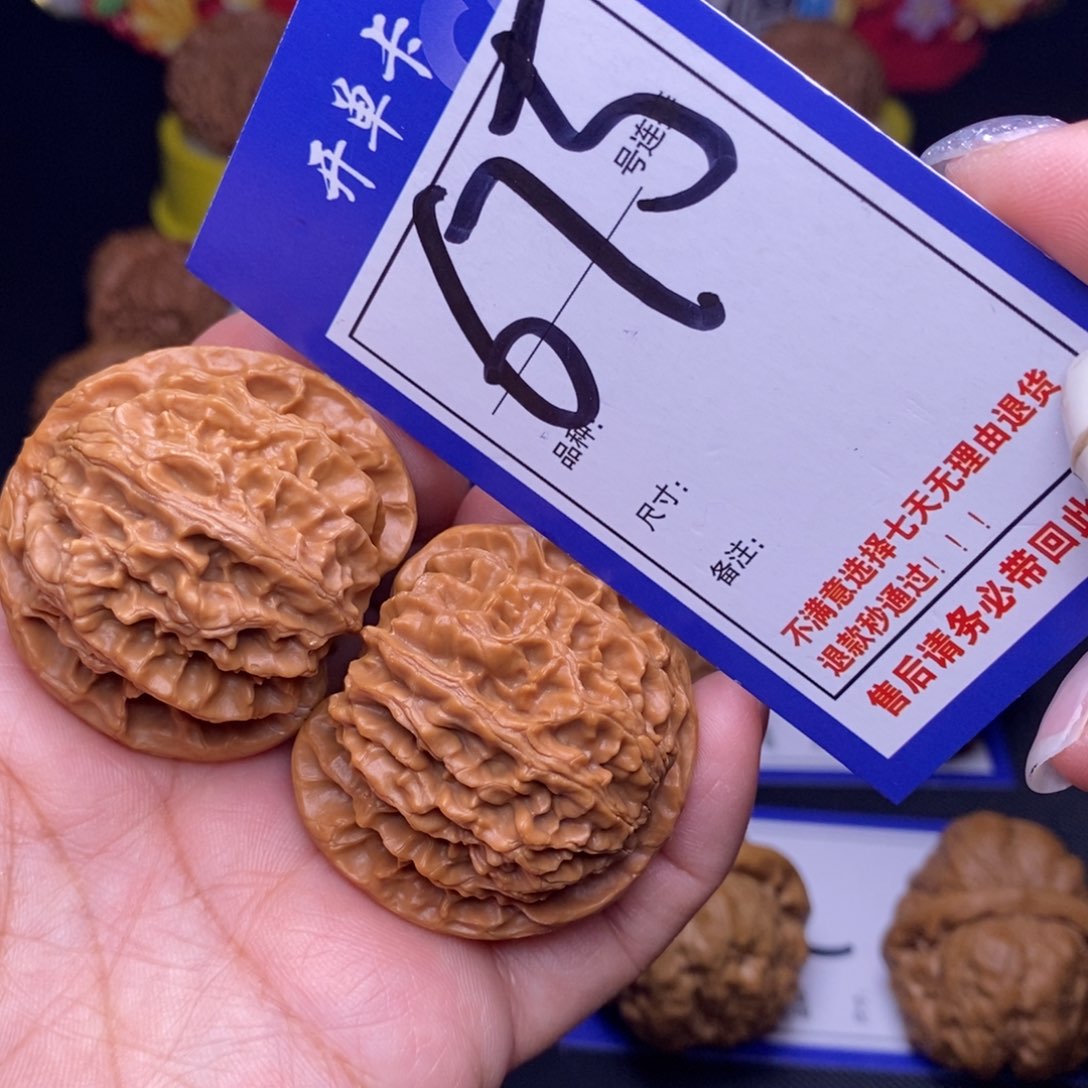 开单卡
675
号连
品种:
尺寸:
备注:
不满意选择七天无理由退货
退款秒通过！！！
售后请务必带回此